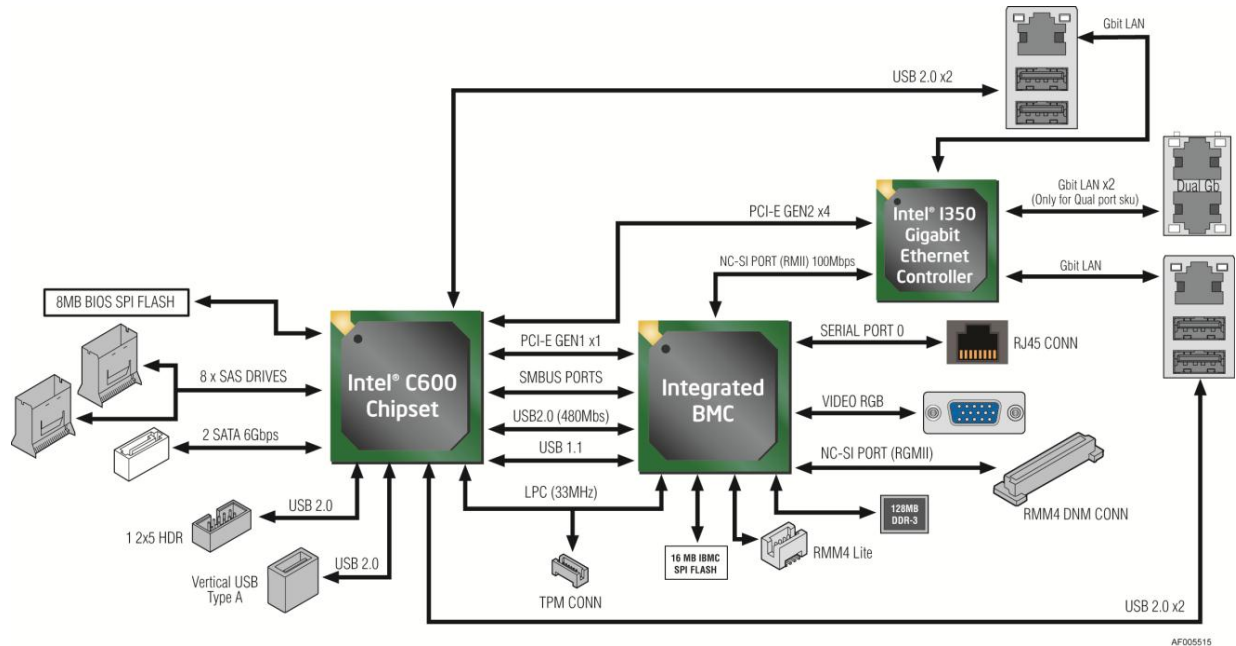 Gbit LAN
USB 2.0 x2
Dual Gb
Intel® I350
Gigabit
Ethernet
Controller
Gbit LAN x2
(Only for Qual port sku)
PCI-E GEN2 x4
NC-SI PORT (RMII) 100Mbps
Gbit LAN
8MB BIOS SPI FLASH
Intel® C600
Chipset
PCI-E GEN1 x1
SMBUS PORTS
USB2.0 (480Mbs)
USB 1.1
Integrated
BMC
SERIAL PORT 0
RJ45 CONN
8 x SAS DRIVES
VIDEO RGB
2 SATA 6Gbps
NC-SI PORT (RGMII)
RMM4 DNM CONN
LPC (33MHz)
USB 2.0
1 2x5 HDR
128MB
DDR-3
RMM4 Lite
16 MB IBMC
SPI FLASH
USB 2.0
Vertical USB
Type A
TPM CONN
USB 2.0 x2
AF005515